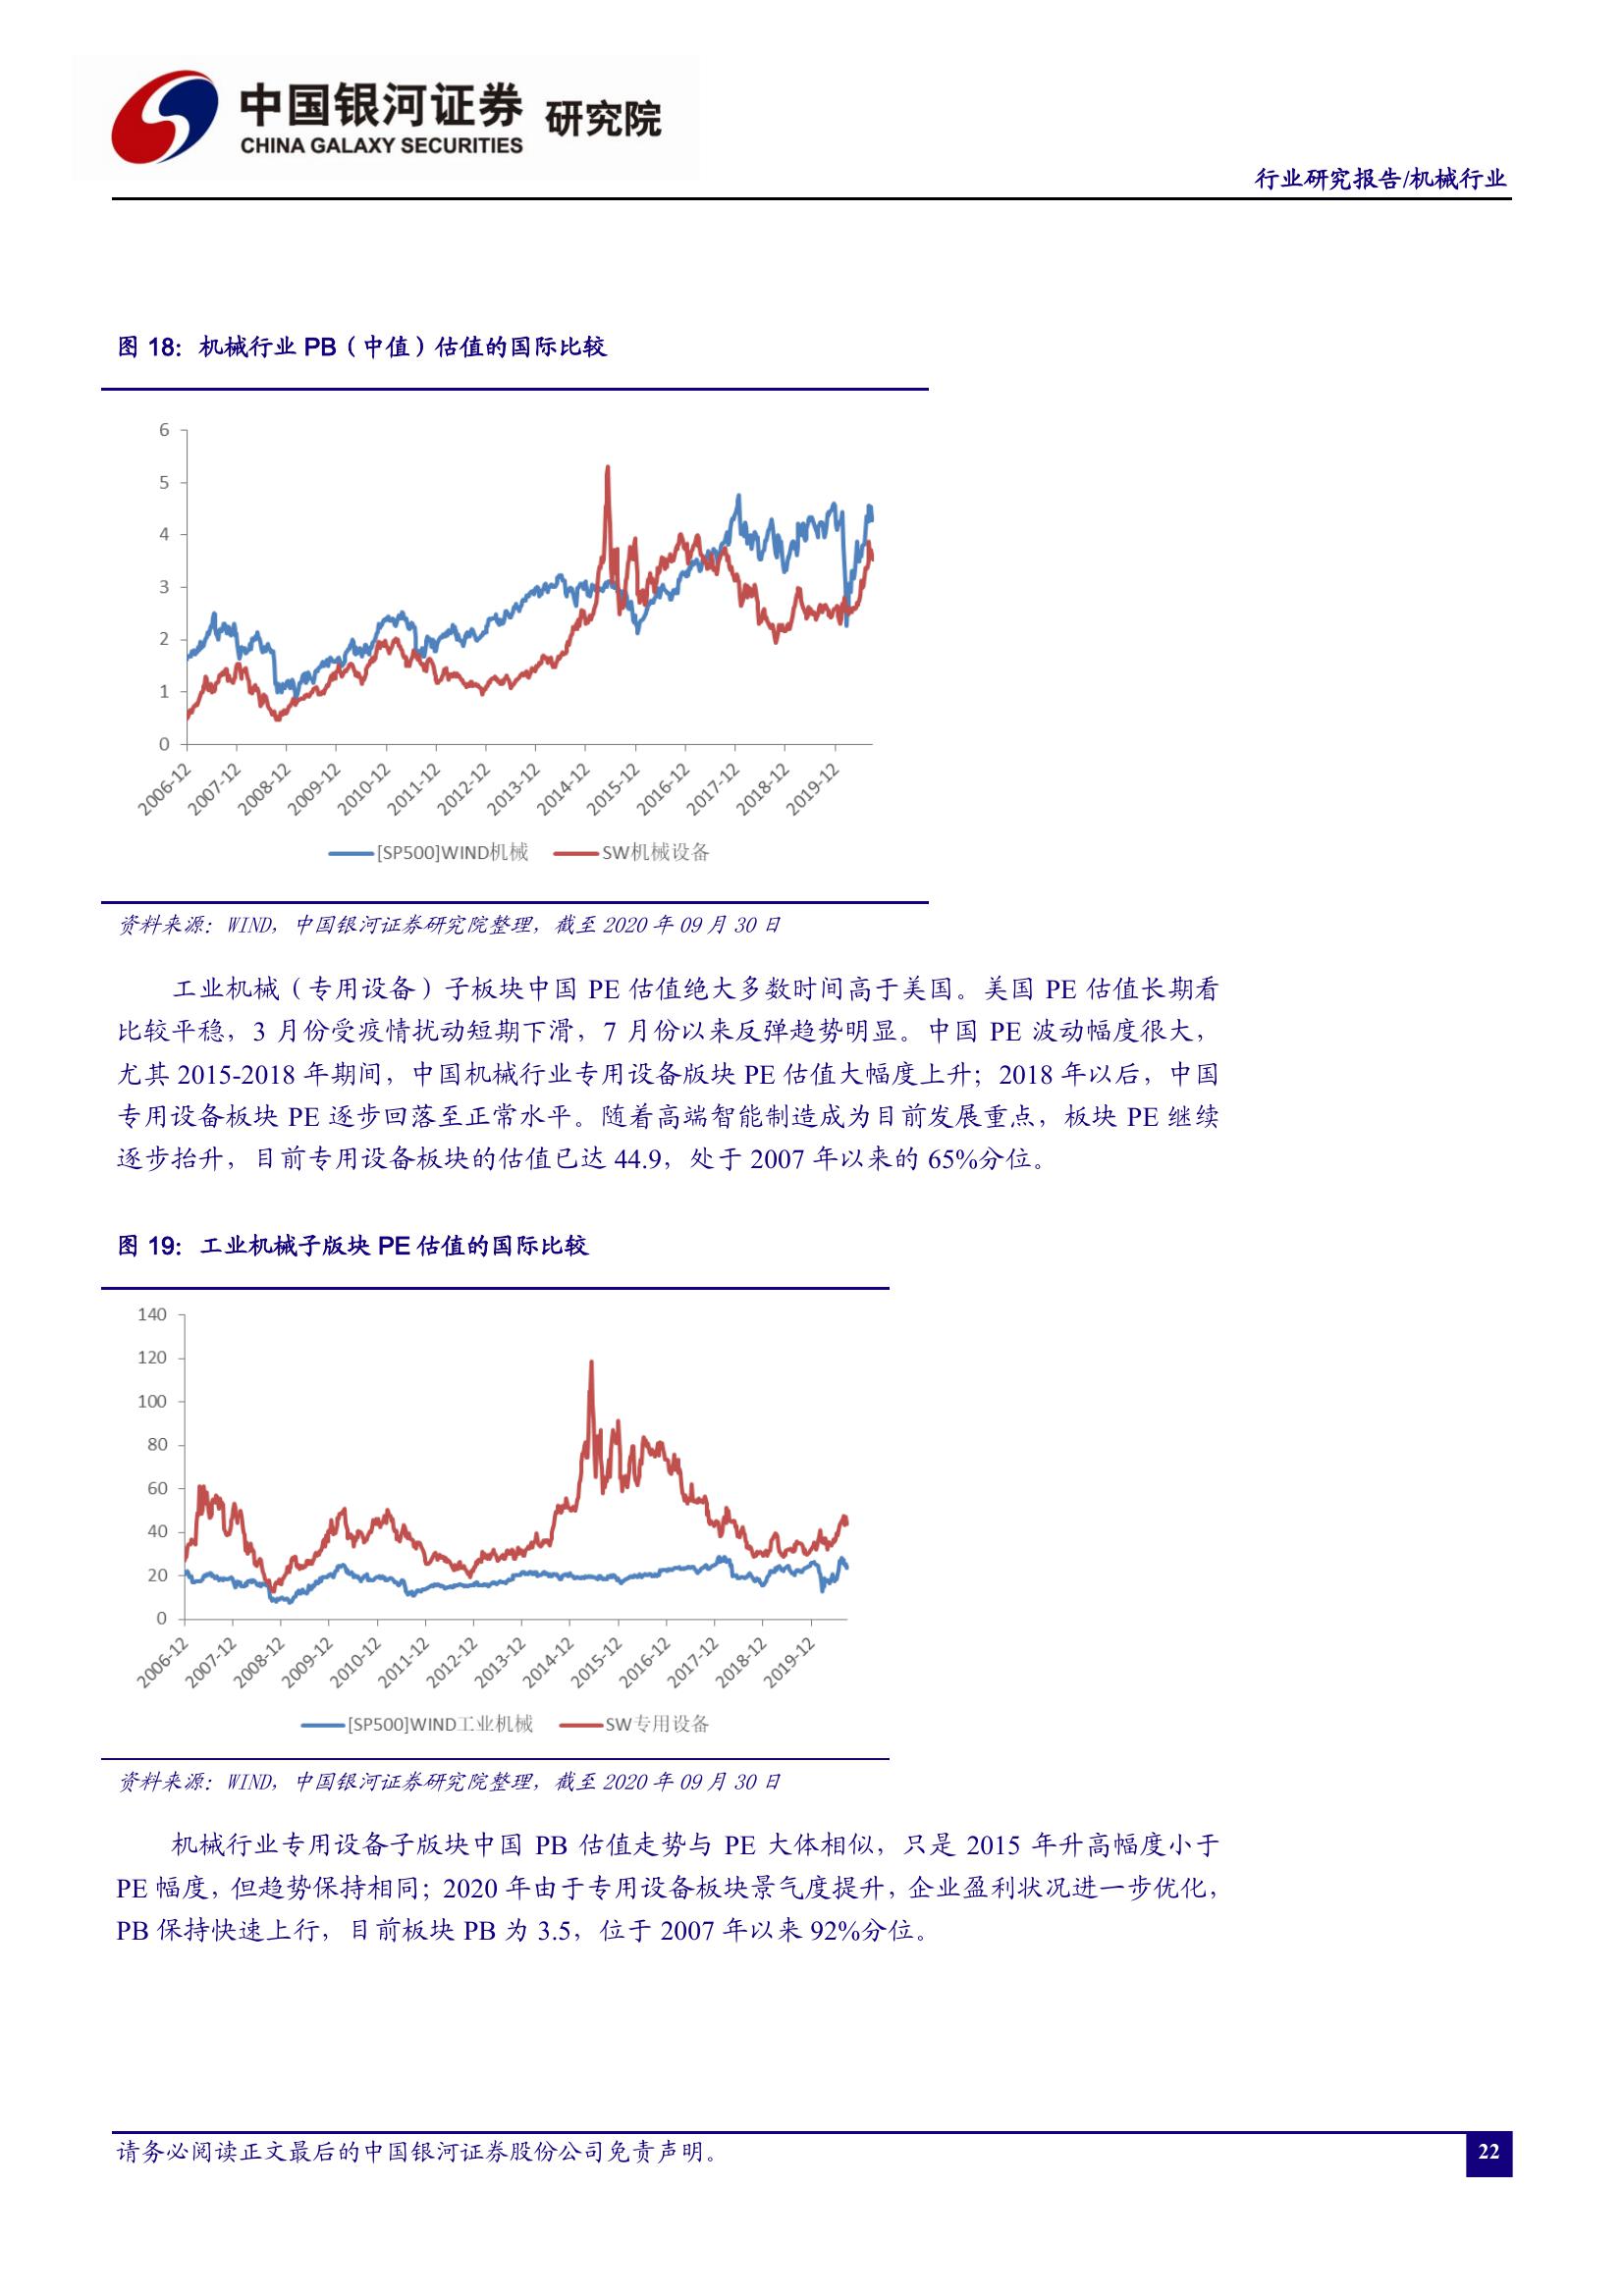 中国银河证券 研究院
CHINA GALAXY SECURITIES
行业研究报告/机械行业
图 18：机械行业 PB（中值）估值的国际比较
6
5
4
3
2
1
0
2006-12 2007-12 2008-12 2009-12 2010-12 2011-12 2012-12 2013-12 2014-12 2015-12 2016-12 2017-12 2018-12 2019-12
[SP500]WIND机械 SW机械设备
资料来源：WIND，中国银河证券研究院整理，截至 2020 年 09 月 30 日
工业机械（专用设备）子板块中国 PE 估值绝大多数时间高于美国。美国 PE 估值长期看
比较平稳，3 月份受疫情扰动短期下滑，7 月份以来反弹趋势明显。中国 PE 波动幅度很大，
尤其 2015-2018 年期间，中国机械行业专用设备版块 PE 估值大幅度上升；2018 年以后，中国
专用设备板块 PE 逐步回落至正常水平。随着高端智能制造成为目前发展重点，板块 PE 继续
逐步抬升，目前专用设备板块的估值已达 44.9，处于 2007 年以来的 65%分位。
图 19：工业机械子版块 PE 估值的国际比较
140
120
100
80
60
40
20
0
2006-12 2007-12 2008-12 2009-12 2010-12 2011-12 2012-12 2013-12 2014-12 2015-12 2016-12 2017-12 2018-12 2019-12
[SP500]WIND工业机械 SW专用设备
资料来源：WIND，中国银河证券研究院整理，截至 2020 年 09 月 30 日
机械行业专用设备子版块中国 PB 估值走势与 PE 大体相似，只是 2015 年升高幅度小于
PE 幅度，但趋势保持相同；2020 年由于专用设备板块景气度提升，企业盈利状况进一步优化，
PB 保持快速上行，目前板块 PB 为 3.5，位于 2007 年以来 92%分位。
请务必阅读正文最后的中国银河证券股份公司免责声明。
22